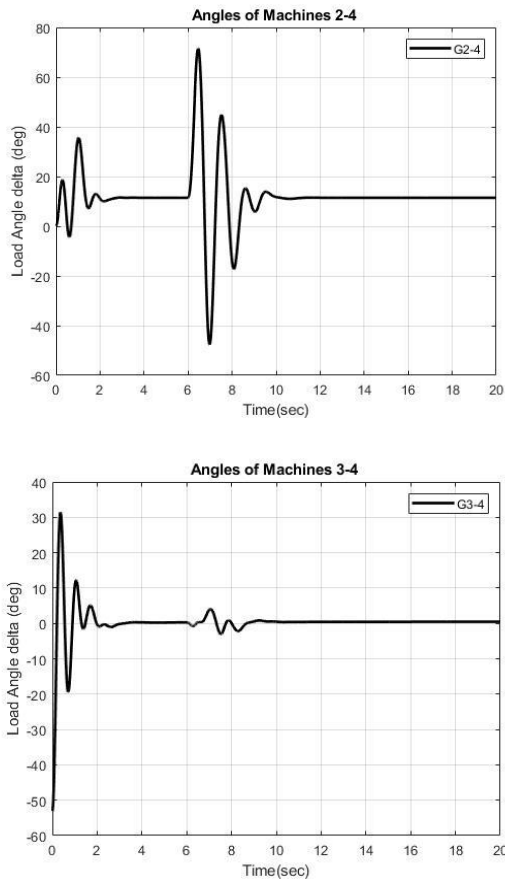 Angles of Machines 2-4
80
60
40
20
0
-20
-40
-60
Load Angle delta (deg)
G2-4
0 2 4 6 8 10 12 14 16 18 20
Time(sec)
Angles of Machines 3-4
40
30
20
10
0
-10
-20
-30
-40
-50
-60
Load Angle delta (deg)
G3-4
0 2 4 6 8 10 12 14 16 18 20
Time(sec)